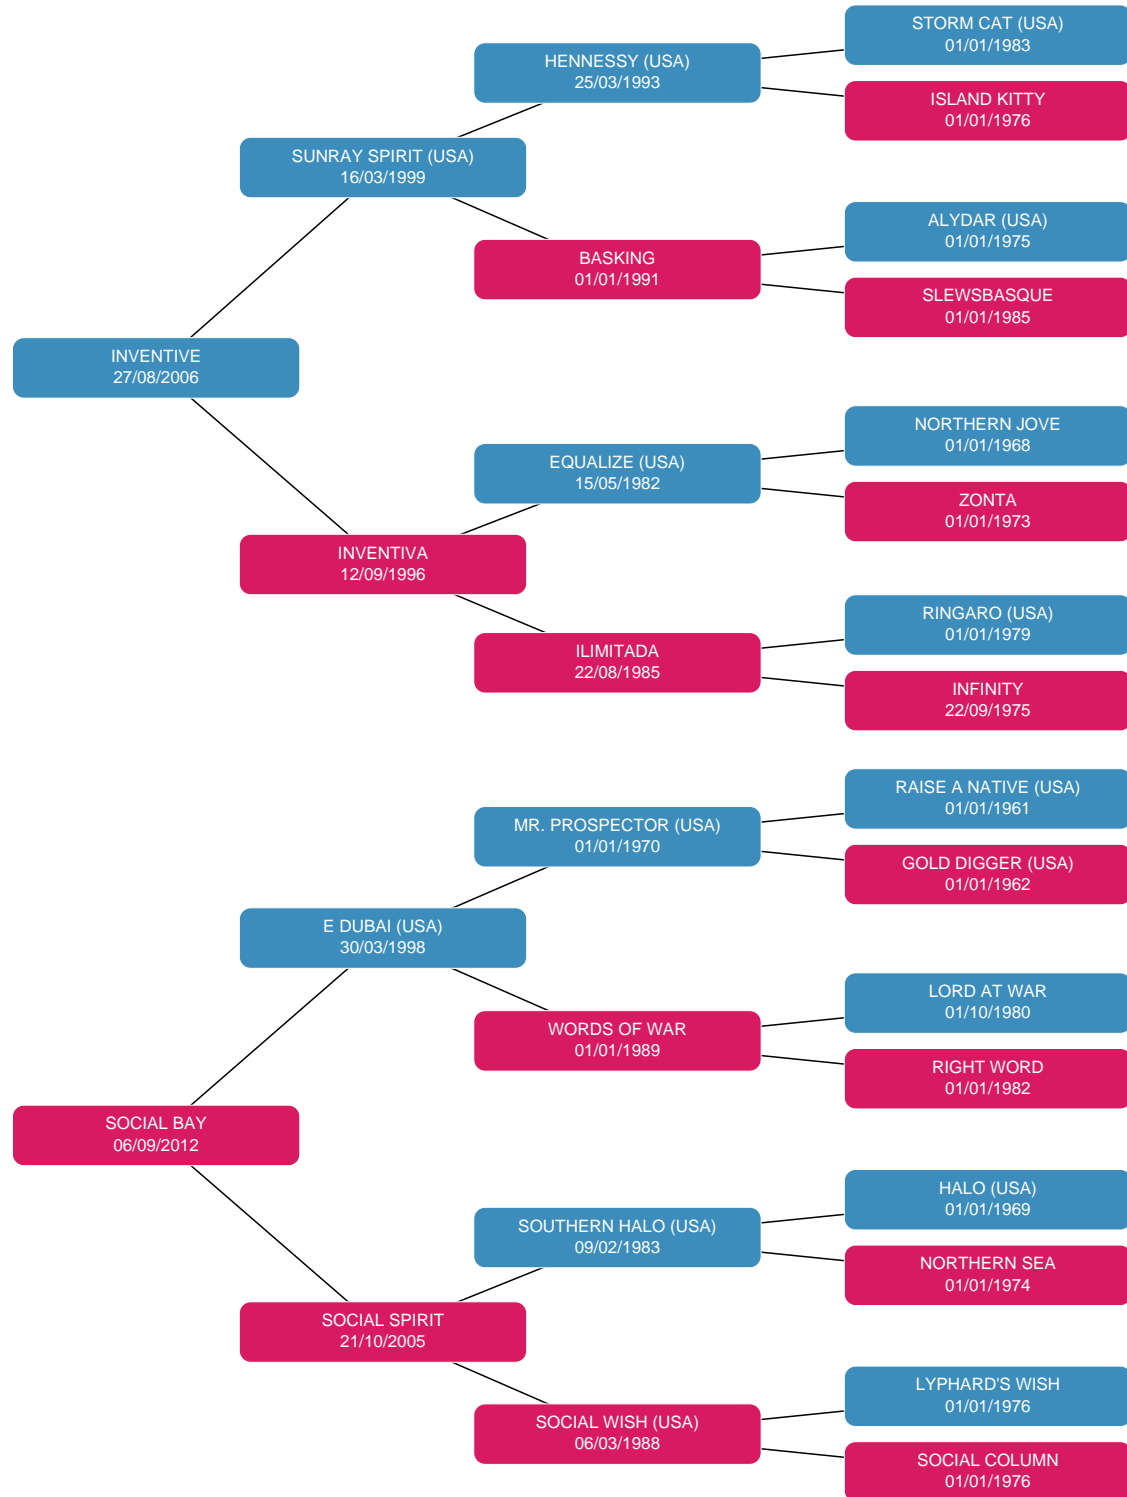 STORM CAT (USA)
01/01/1983
HENNESSY (USA)
25/03/1993
ISLAND KITTY
01/01/1976
SUNRAY SPIRIT (USA)
16/03/1999
ALYDAR (USA)
01/01/1975
BASKING
01/01/1991
SLEWSBASQUE
01/01/1985
INVENTIVE
27/08/2006
NORTHERN JOVE
01/01/1968
EQUALIZE (USA)
15/05/1982
ZONTA
01/01/1973
INVENTIVA
12/09/1996
RINGARO (USA)
01/01/1979
ILIMITADA
22/08/1985
INFINITY
22/09/1975
RAISE A NATIVE (USA)
01/01/1961
MR. PROSPECTOR (USA)
01/01/1970
GOLD DIGGER (USA)
01/01/1962
E DUBAI (USA)
30/03/1998
LORD AT WAR
01/10/1980
WORDS OF WAR
01/01/1989
RIGHT WORD
01/01/1982
SOCIAL BAY
06/09/2012
HALO (USA)
01/01/1969
SOUTHERN HALO (USA)
09/02/1983
NORTHERN SEA
01/01/1974
SOCIAL SPIRIT
21/10/2005
LYPHARD'S WISH
01/01/1976
SOCIAL WISH (USA)
06/03/1988
SOCIAL COLUMN
01/01/1976